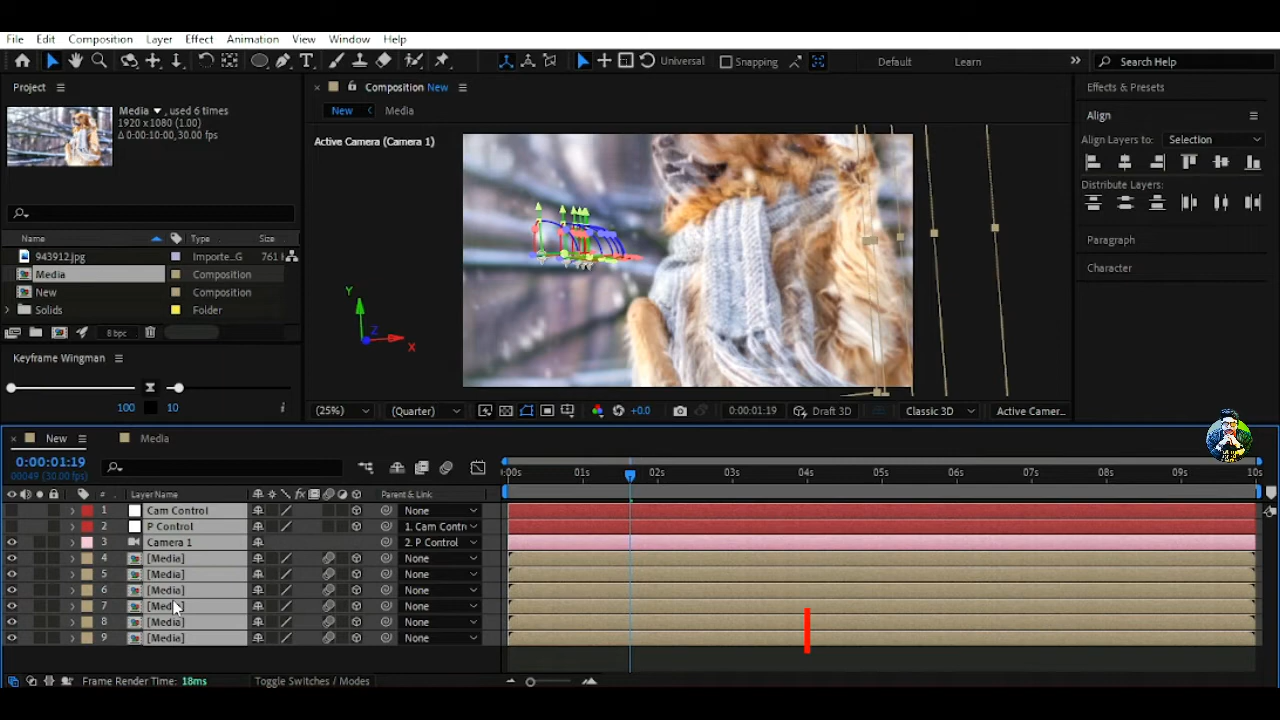 File Edit Composition Layer Effect Animation View Window Help
Universal Snapping Default Learn Search Help
Project
Media , used 6 times
1920 x 1080 (1.00)
Δ 0:00:10:00, 30.00 fps
Name Type Size
943912.jpg Importe...G 761 K
Media Composition
New Composition
Solids Folder
8 bpc
Keyframe Wingman
100 10
Composition New
New Media
Active Camera (Camera 1)
Y
Z
X
(25%) (Quarter) +0.0 0:00:01:19 Draft 3D Classic 3D Active Camer...
Effects & Presets
Align
Align Layers to: Selection
Distribute Layers:
Paragraph
Character
New Media
0:00:01:19
00049 (30.00 fps)
:00s 01s 02s 03s 04s 05s 06s 07s 08s 09s 10s
# Layer Name fx Parent & Link
1 Cam Control None
2 P Control 1. Cam Contr
3 Camera 1 2. P Control
4 [Media] None
5 [Media] None
6 [Media] None
7 [Media] None
8 [Media] None
9 [Media] None
Frame Render Time: 18ms Toggle Switches / Modes